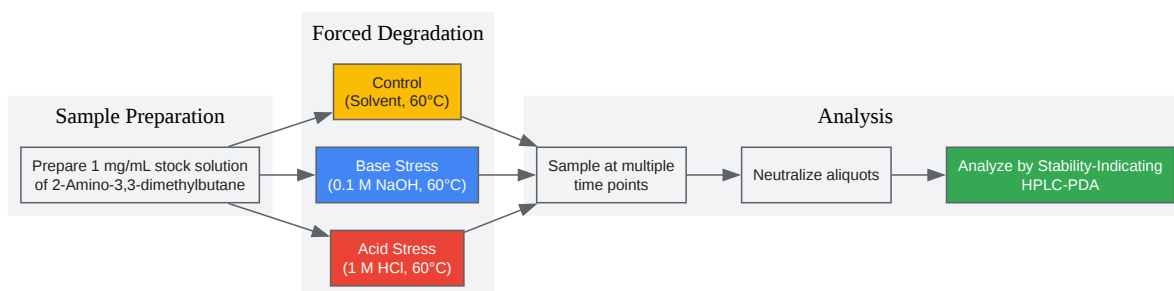 Sample Preparation
Prepare 1 mg/mL stock solution
of 2-Amino-3,3-dimethylbutane
Forced Degradation
Control
(Solvent, 60°C)
Base Stress
(0.1 M NaOH, 60°C)
Acid Stress
(1 M HCl, 60°C)
Analysis
Sample at multiple
time points
Neutralize aliquots
Analyze by Stability-Indicating
HPLC-PDA